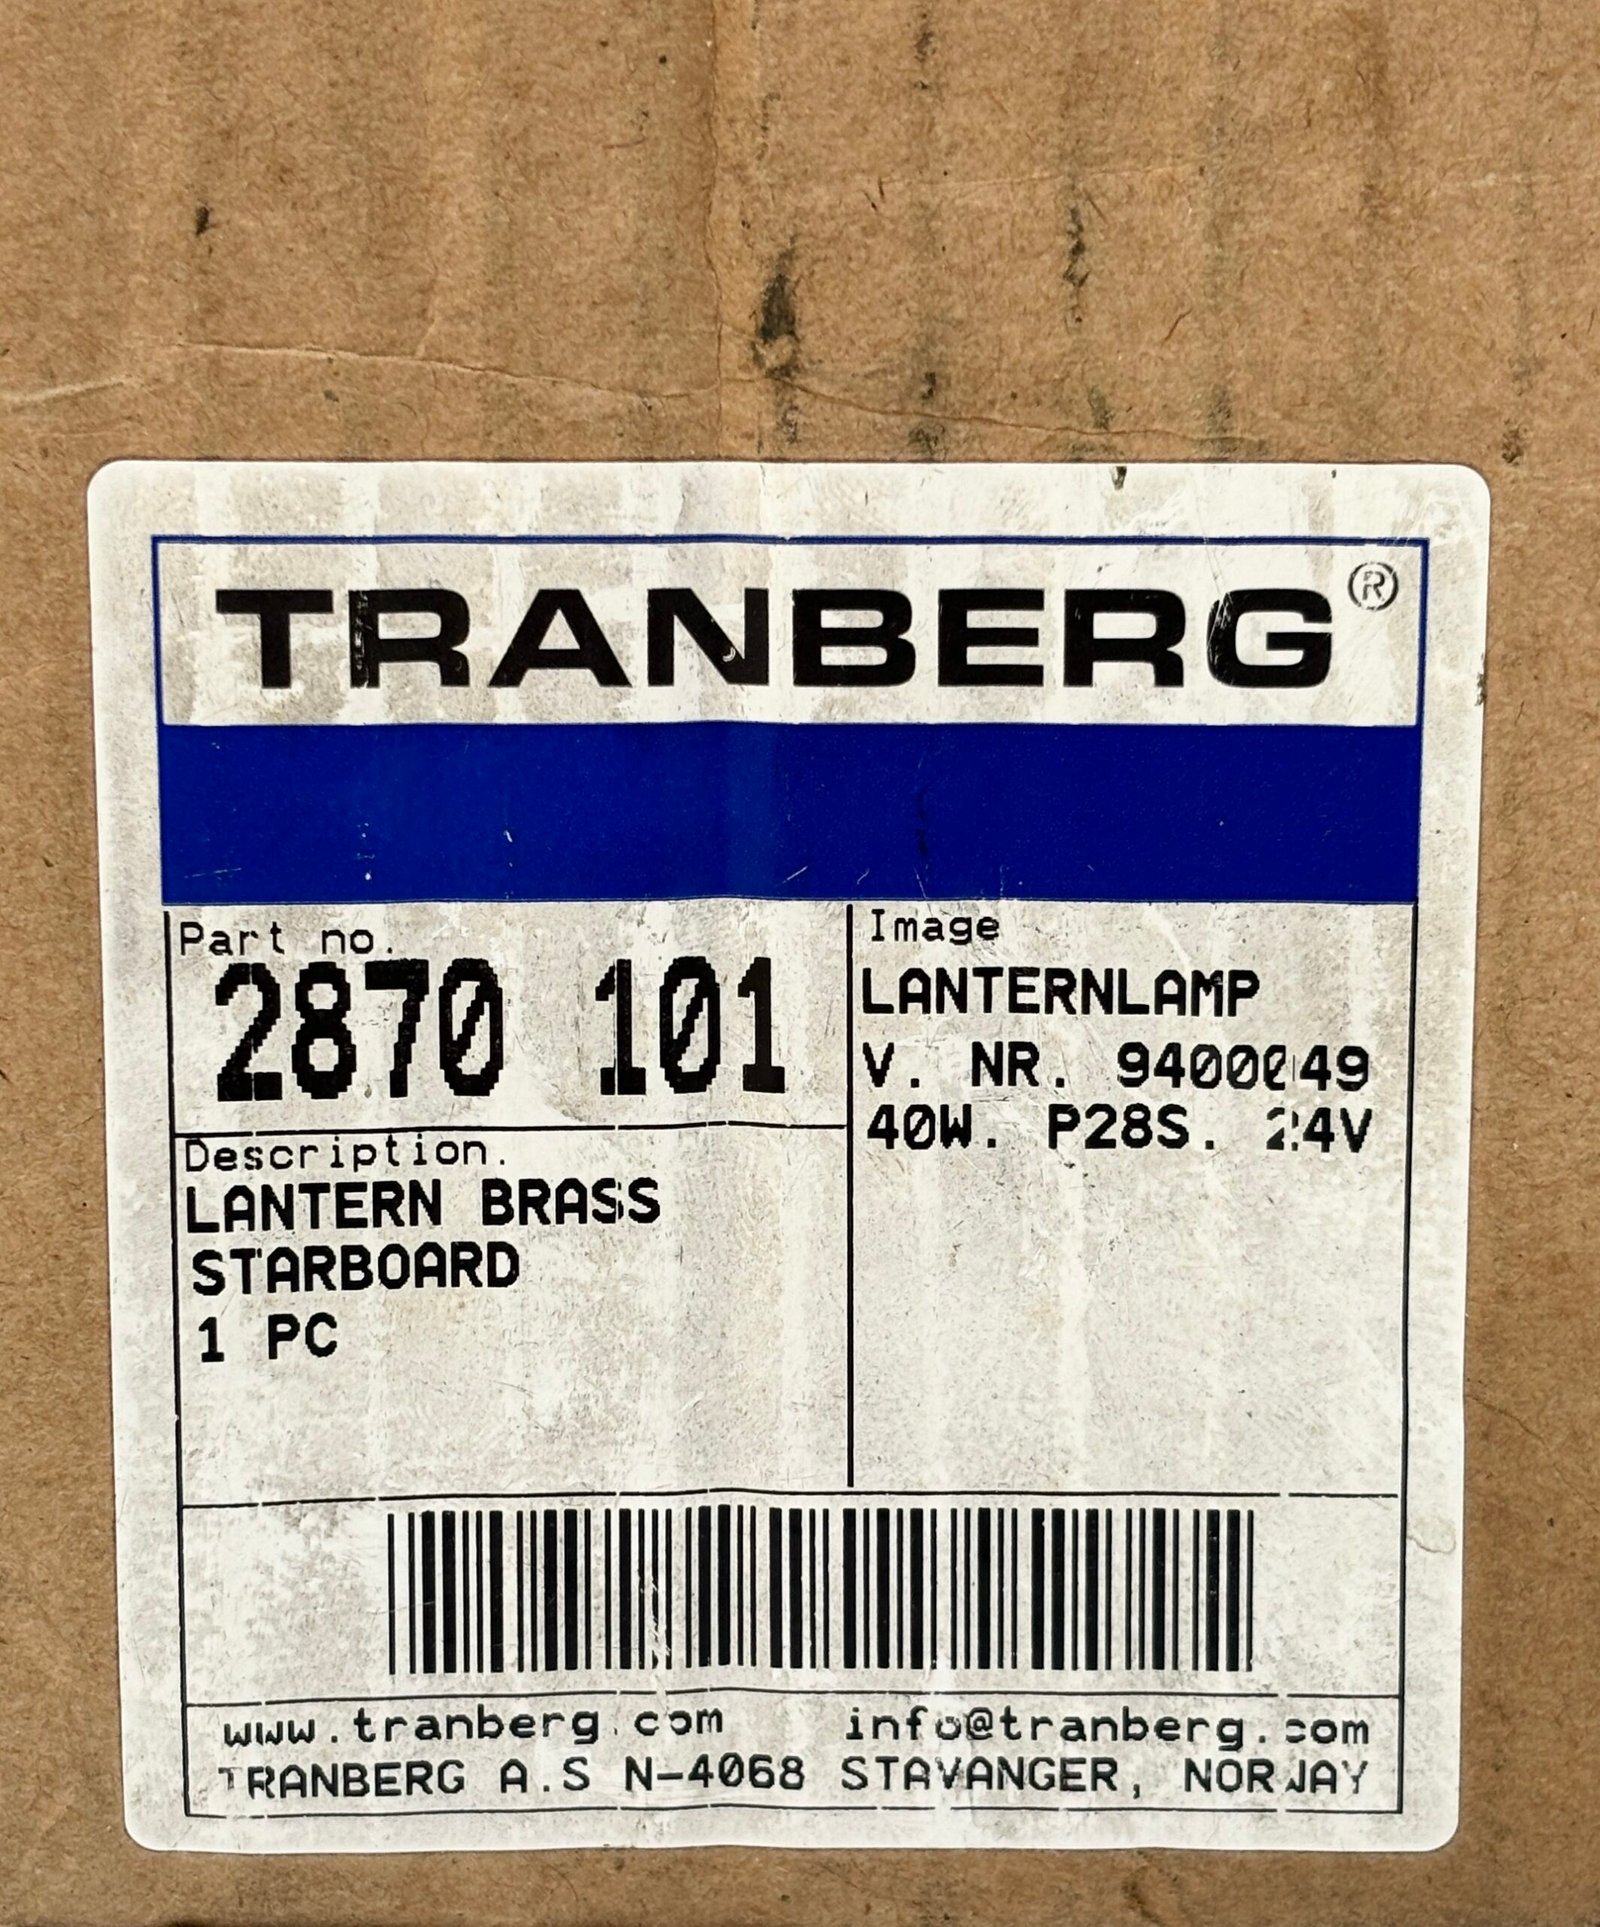 TRANBERG®
Part no.
2870 101
Description.
LANTERN BRASS
STARBOARD
1 PC
Image
LANTERNLAMP
V. NR. 9400049
40W. P28S. 24V
www.tranberg.com info@tranberg.com
TRANBERG A.S N-4068 STAVANGER, NORWAY